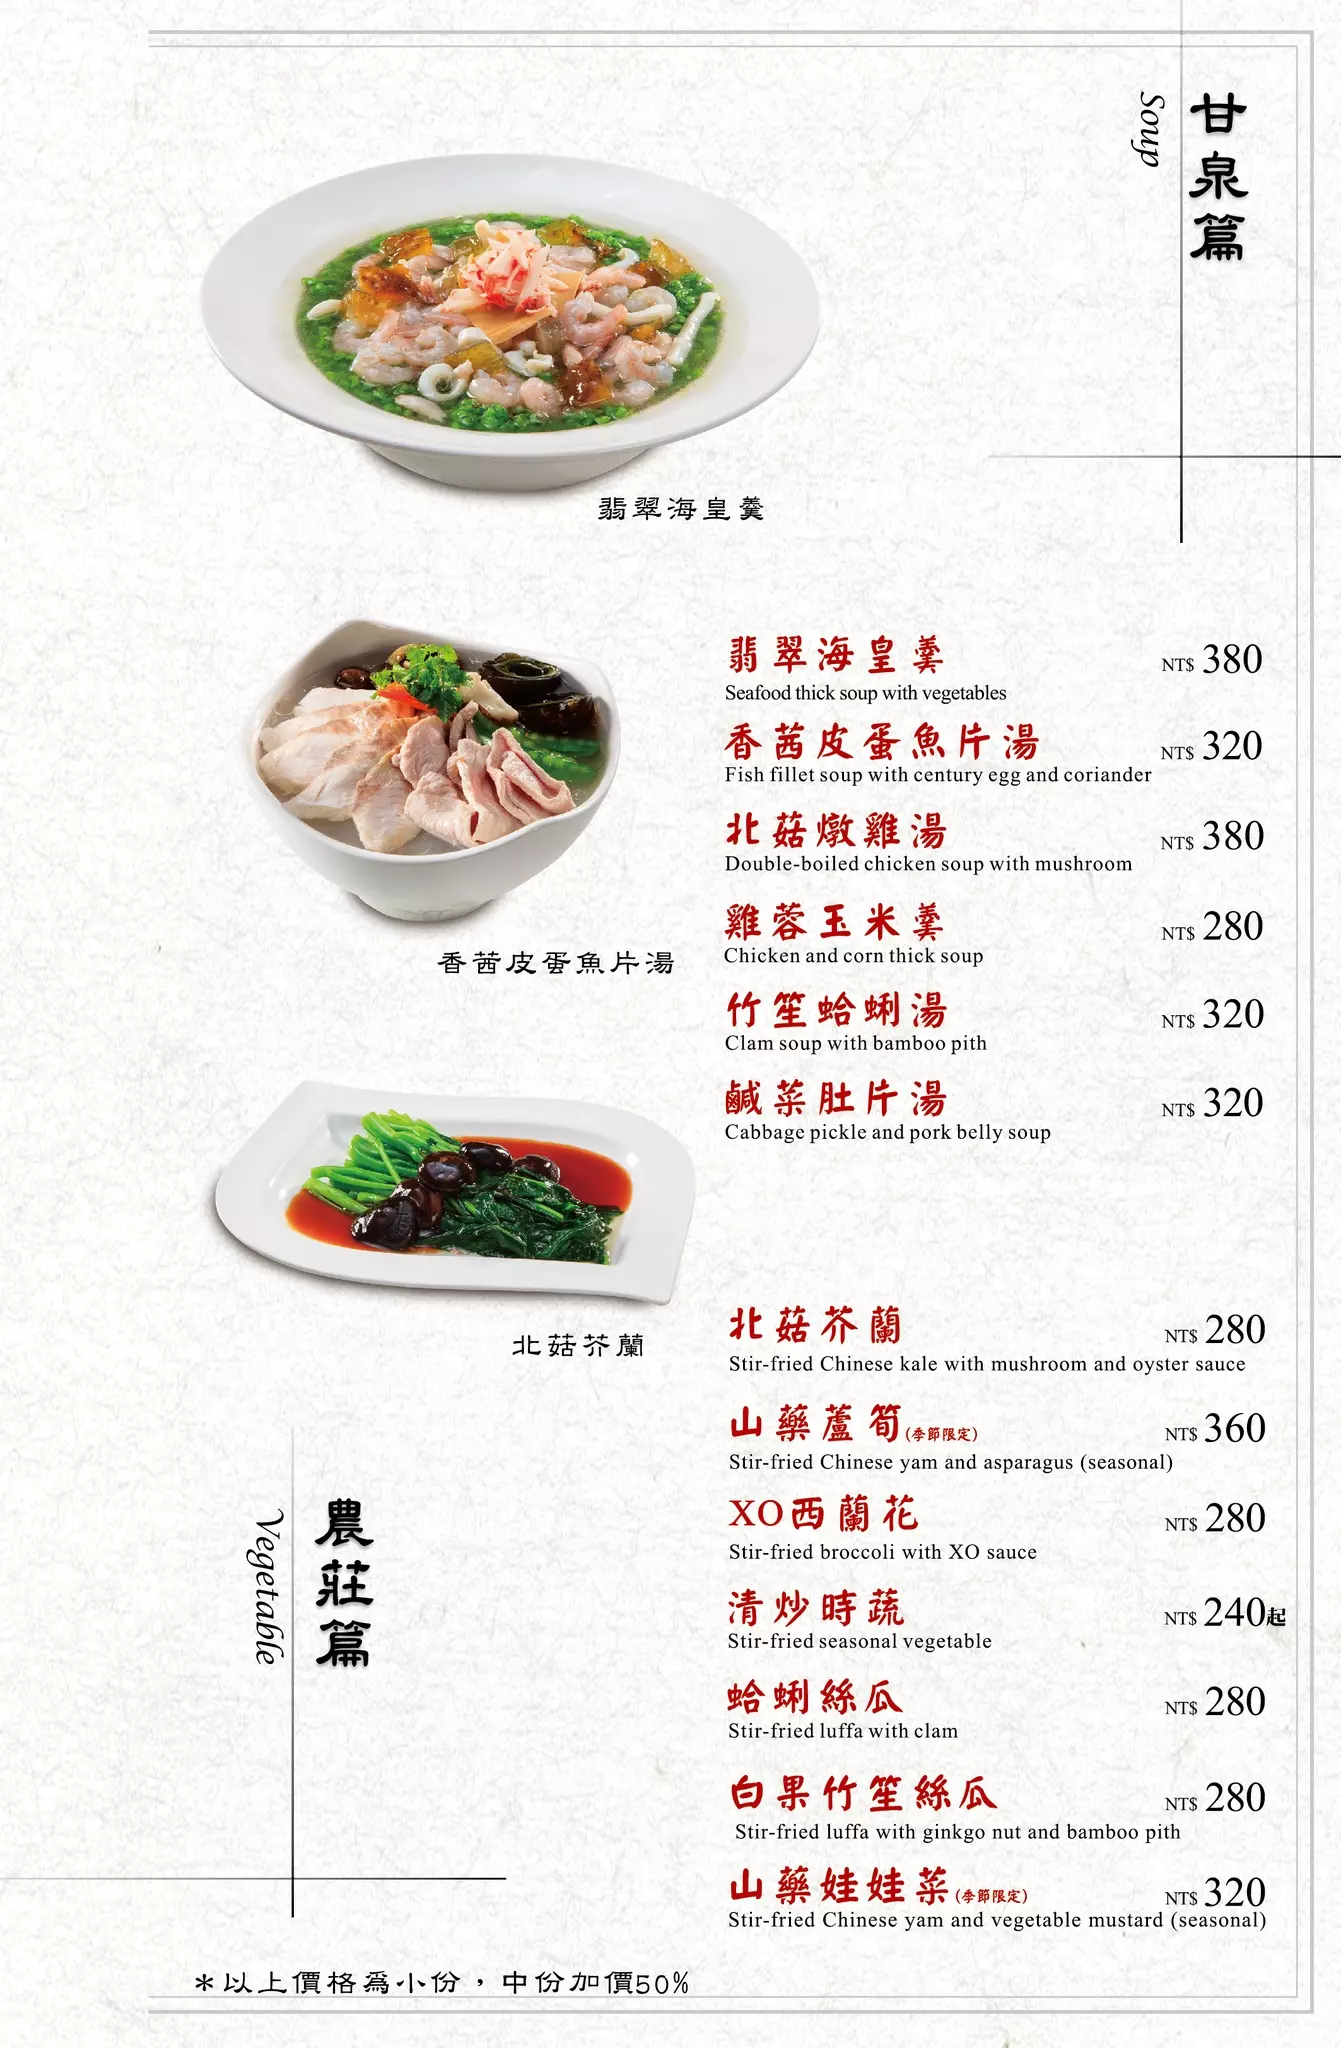 甘泉篇
Soup
翡翠海皇羹
翡翠海皇羹
NT$ 380
Seafood thick soup with vegetables
香茜皮蛋魚片湯
NT$ 320
Fish fillet soup with century egg and coriander
北菇燉雞湯
NT$ 380
Double-boiled chicken soup with mushroom
雞蓉玉米羹
NT$ 280
Chicken and corn thick soup
香茜皮蛋魚片湯
竹笙蛤蜊湯
NT$ 320
Clam soup with bamboo pith
鹹菜肚片湯
NT$ 320
Cabbage pickle and pork belly soup
北菇芥蘭
北菇芥蘭
NT$ 280
Stir-fried Chinese kale with mushroom and oyster sauce
山藥蘆筍(季節限定)
NT$ 360
Stir-fried Chinese yam and asparagus (seasonal)
農莊篇
Vegetable
XO西蘭花
NT$ 280
Stir-fried broccoli with XO sauce
清炒時蔬
NT$ 240起
Stir-fried seasonal vegetable
蛤蜊絲瓜
NT$ 280
Stir-fried luffa with clam
白果竹笙絲瓜
NT$ 280
Stir-fried luffa with ginkgo nut and bamboo pith
山藥娃娃菜(季節限定)
NT$ 320
Stir-fried Chinese yam and vegetable mustard (seasonal)
＊以上價格為小份，中份加價50%